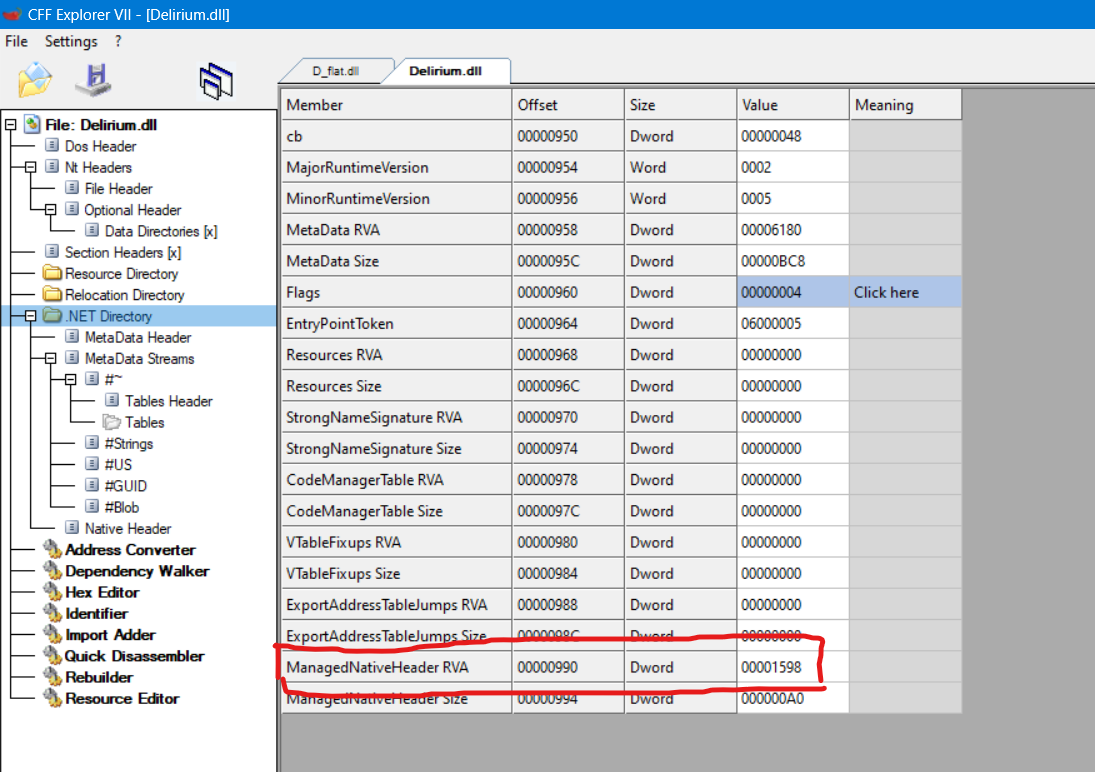 CFF Explorer VII - [Delirium.dll]
File Settings ?
D_flat.dll Delirium.dll
File: Delirium.dll
Dos Header
Nt Headers
File Header
Optional Header
Data Directories [x]
Section Headers [x]
Resource Directory
Relocation Directory
.NET Directory
MetaData Header
MetaData Streams
#~
Tables Header
Tables
#Strings
#US
#GUID
#Blob
Native Header
Address Converter
Dependency Walker
Hex Editor
Identifier
Import Adder
Quick Disassembler
Rebuilder
Resource Editor
Member Offset Size Value Meaning
cb 00000950 Dword 00000048
MajorRuntimeVersion 00000954 Word 0002
MinorRuntimeVersion 00000956 Word 0005
MetaData RVA 00000958 Dword 00006180
MetaData Size 0000095C Dword 00000BC8
Flags 00000960 Dword 00000004 Click here
EntryPointToken 00000964 Dword 06000005
Resources RVA 00000968 Dword 00000000
Resources Size 0000096C Dword 00000000
StrongNameSignature RVA 00000970 Dword 00000000
StrongNameSignature Size 00000974 Dword 00000000
CodeManagerTable RVA 00000978 Dword 00000000
CodeManagerTable Size 0000097C Dword 00000000
VTableFixups RVA 00000980 Dword 00000000
VTableFixups Size 00000984 Dword 00000000
ExportAddressTableJumps RVA 00000988 Dword 00000000
ExportAddressTableJumps Size 0000098C Dword 00000000
ManagedNativeHeader RVA 00000990 Dword 00001598
ManagedNativeHeader Size 00000994 Dword 000000A0